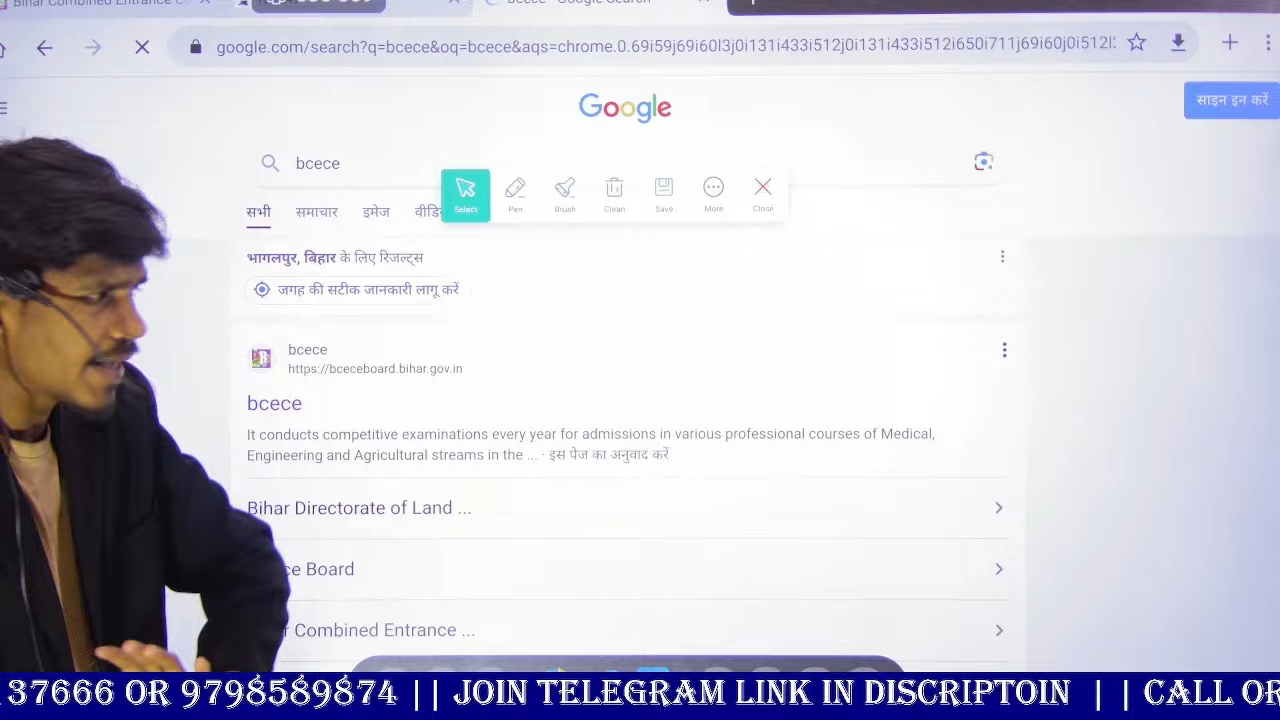 bcece - Google Search
google.com/search?q=bcece&oq=bcece&aqs=chrome.0.69i59j69i60l3j0i131i433i512j0i131i433i512i650i711j69i60j0i512l
Google
साइन इन करें
bcece
Select
Pen
Brush
Clean
Save
More
Close
सभी
समाचार
इमेज
भागलपुर, बिहार के लिए रिजल्ट्स
जगह की सटीक जानकारी लागू करें
bcece
https://bceceboard.bihar.gov.in
bcece
It conducts competitive examinations every year for admissions in various professional courses of Medical,
Engineering and Agricultural streams in the ... · इस पेज का अनुवाद करें
Bihar Directorate of Land ...
ce Board
r Combined Entrance ...
37666 OR 9798589874 || JOIN TELEGRAM LINK IN DISCRIPTOIN || CALL OR